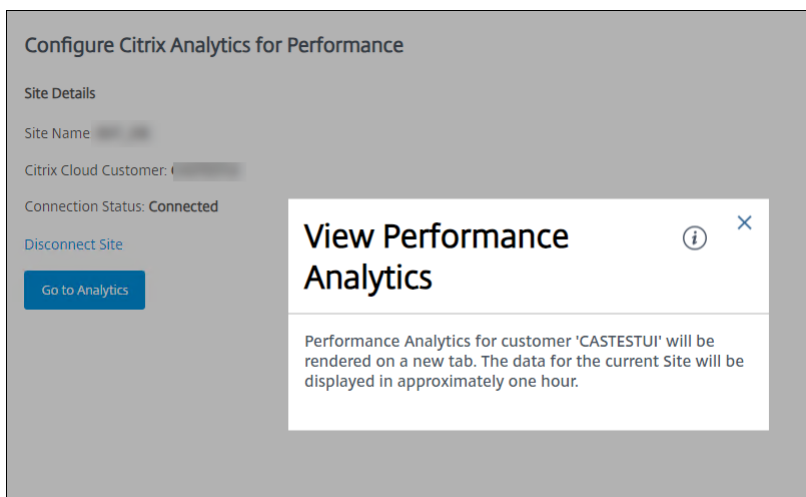 Configure Citrix Analytics for Performance
Site Details
Site Name
Citrix Cloud Customer:
Connection Status: Connected
Disconnect Site
Go to Analytics
View Performance
Analytics
Performance Analytics for customer 'CASTESTUI' will be
rendered on a new tab. The data for the current Site will be
displayed in approximately one hour.